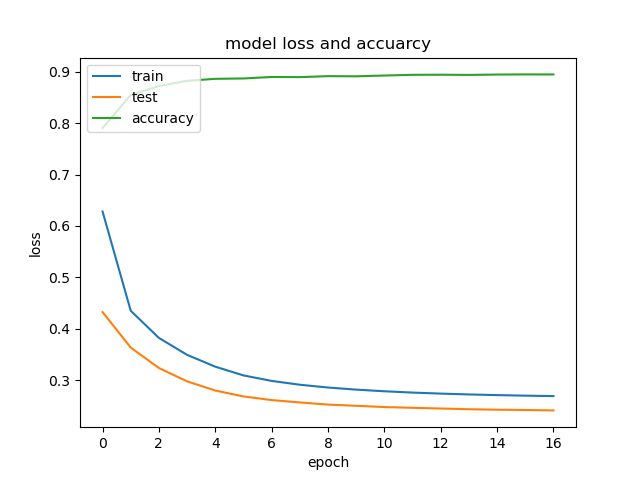 model loss and accuarcy
train
test
accuracy
0.9
0.8
0.7
0.6
0.5
0.4
0.3
loss
0 2 4 6 8 10 12 14 16
epoch